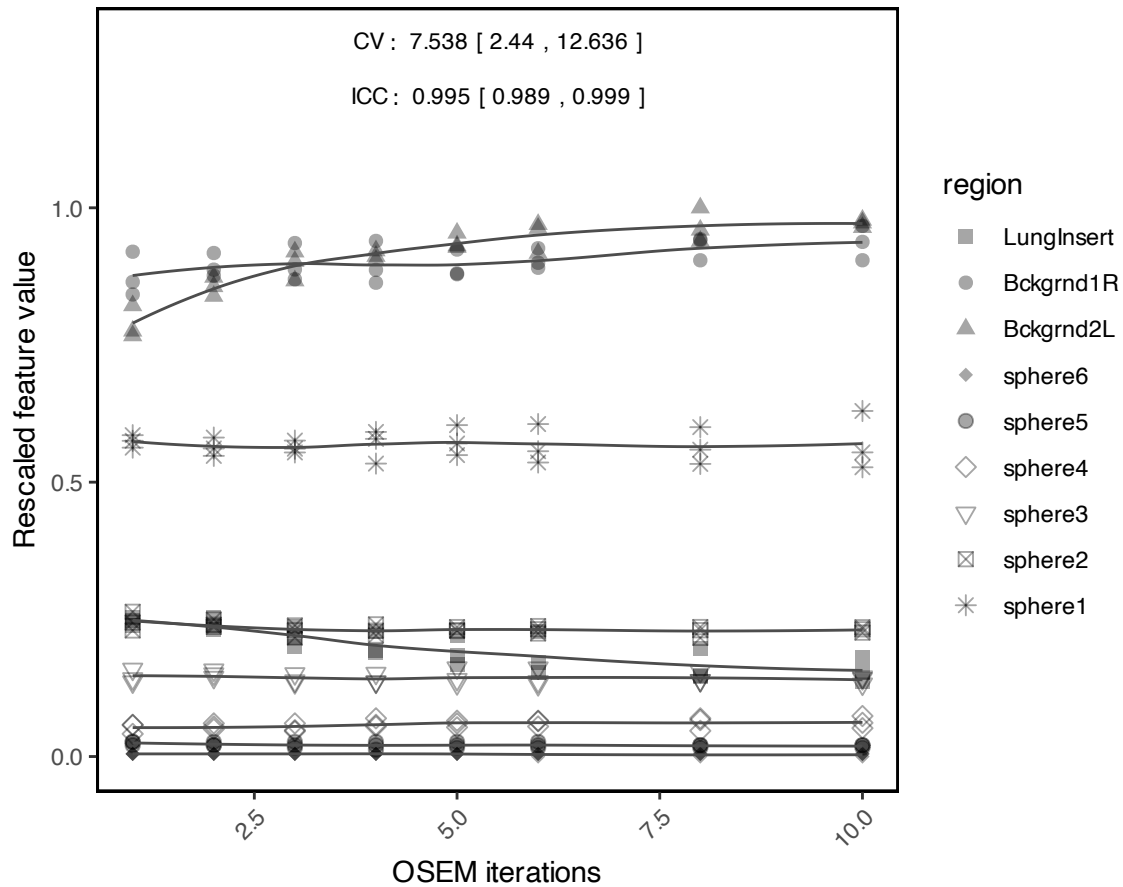 CV : 7.538 [ 2.44 , 12.636 ]
ICC : 0.995 [ 0.989 , 0.999 ]
1.0
0.5
0.0
Rescaled feature value
2.5
5.0
7.5
10.0
OSEM iterations
region
LungInsert
Bckgrnd1R
Bckgrnd2L
sphere6
sphere5
sphere4
sphere3
sphere2
sphere1